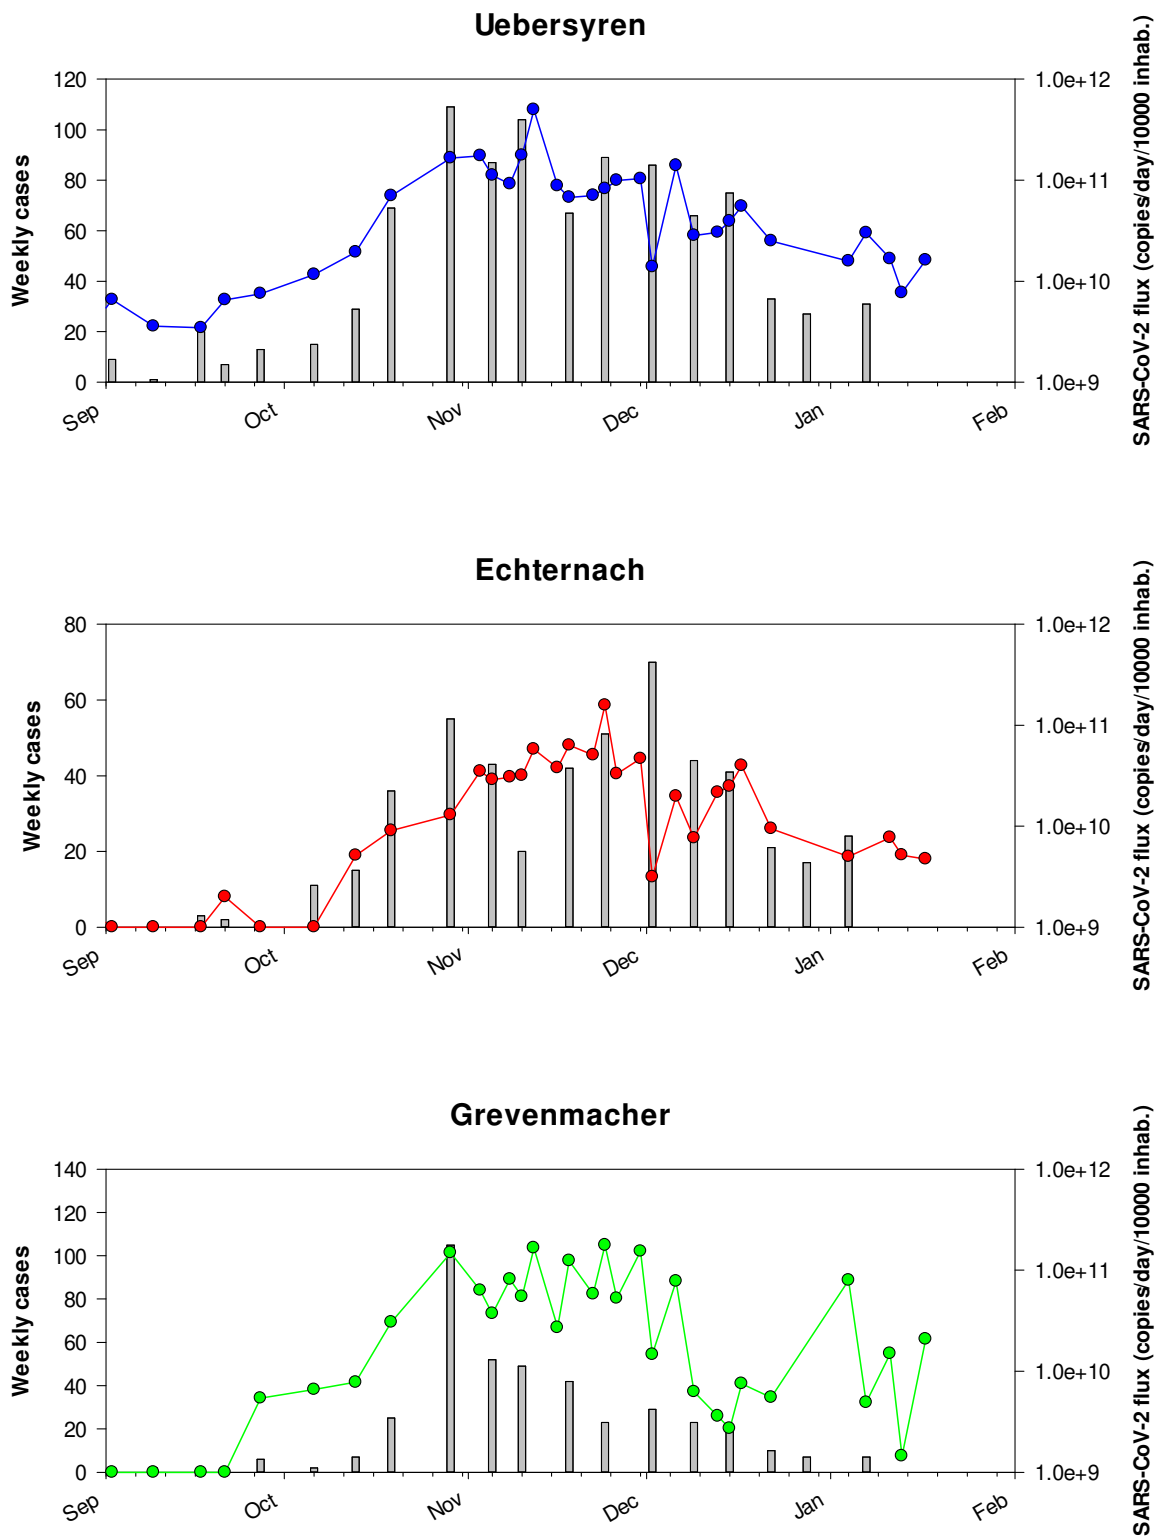 Uebersyren
Weekly cases
SARS-CoV-2 flux (copies/day/10000 inhab.)
120
100
80
60
40
20
0
1.0e+12
1.0e+11
1.0e+10
1.0e+9
Sep
Oct
Nov
Dec
Jan
Feb
Echternach
Weekly cases
SARS-CoV-2 flux (copies/day/10000 inhab.)
80
60
40
20
0
1.0e+12
1.0e+11
1.0e+10
1.0e+9
Sep
Oct
Nov
Dec
Jan
Feb
Grevenmacher
Weekly cases
SARS-CoV-2 flux (copies/day/10000 inhab.)
140
120
100
80
60
40
20
0
1.0e+12
1.0e+11
1.0e+10
1.0e+9
Sep
Oct
Nov
Dec
Jan
Feb